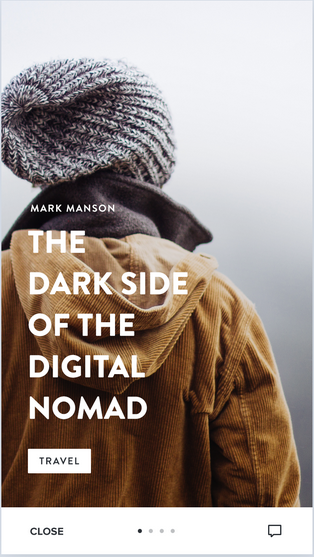 MARK MANSON
THE
DARK SIDE
OF THE
DIGITAL
NOMAD
TRAVEL
CLOSE